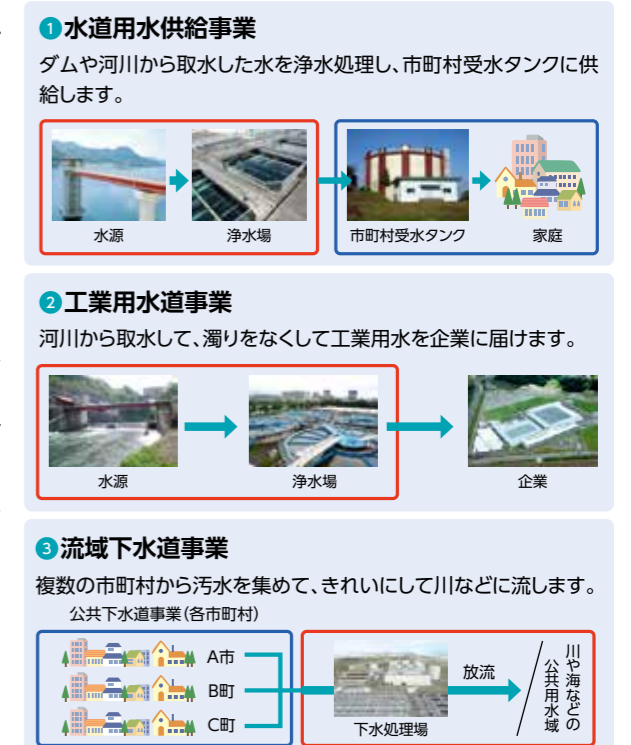 ❶水道用水供給事業
ダムや河川から取水した水を浄水処理し、市町村受水タンクに供
給します。
水源
浄水場
市町村受水タンク
家庭
❷工業用水道事業
河川から取水して、濁りをなくして工業用水を企業に届けます。
水源
浄水場
企業
❸流域下水道事業
複数の市町村から汚水を集めて、きれいにして川などに流します。
公共下水道事業(各市町村)
A市
B町
C町
下水処理場
放流
川や海などの
公共用水域